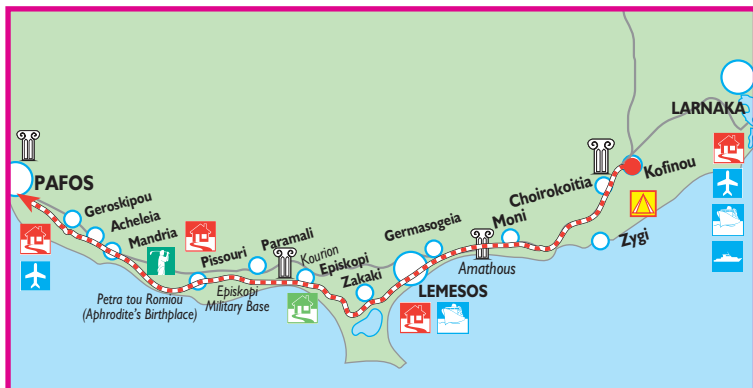 PAFOS
Geroskipou
Acheleia
Mandria
Petra tou Romiou
(Aphrodite's Birthplace)
Pissouri
Paramali
Episkopi
Military Base
Kourion
Episkopi
Zakaki
LEMESOS
Germasogeia
Amathous
Moni
Choirokoitia
Zygi
Kofinou
LARNAKA